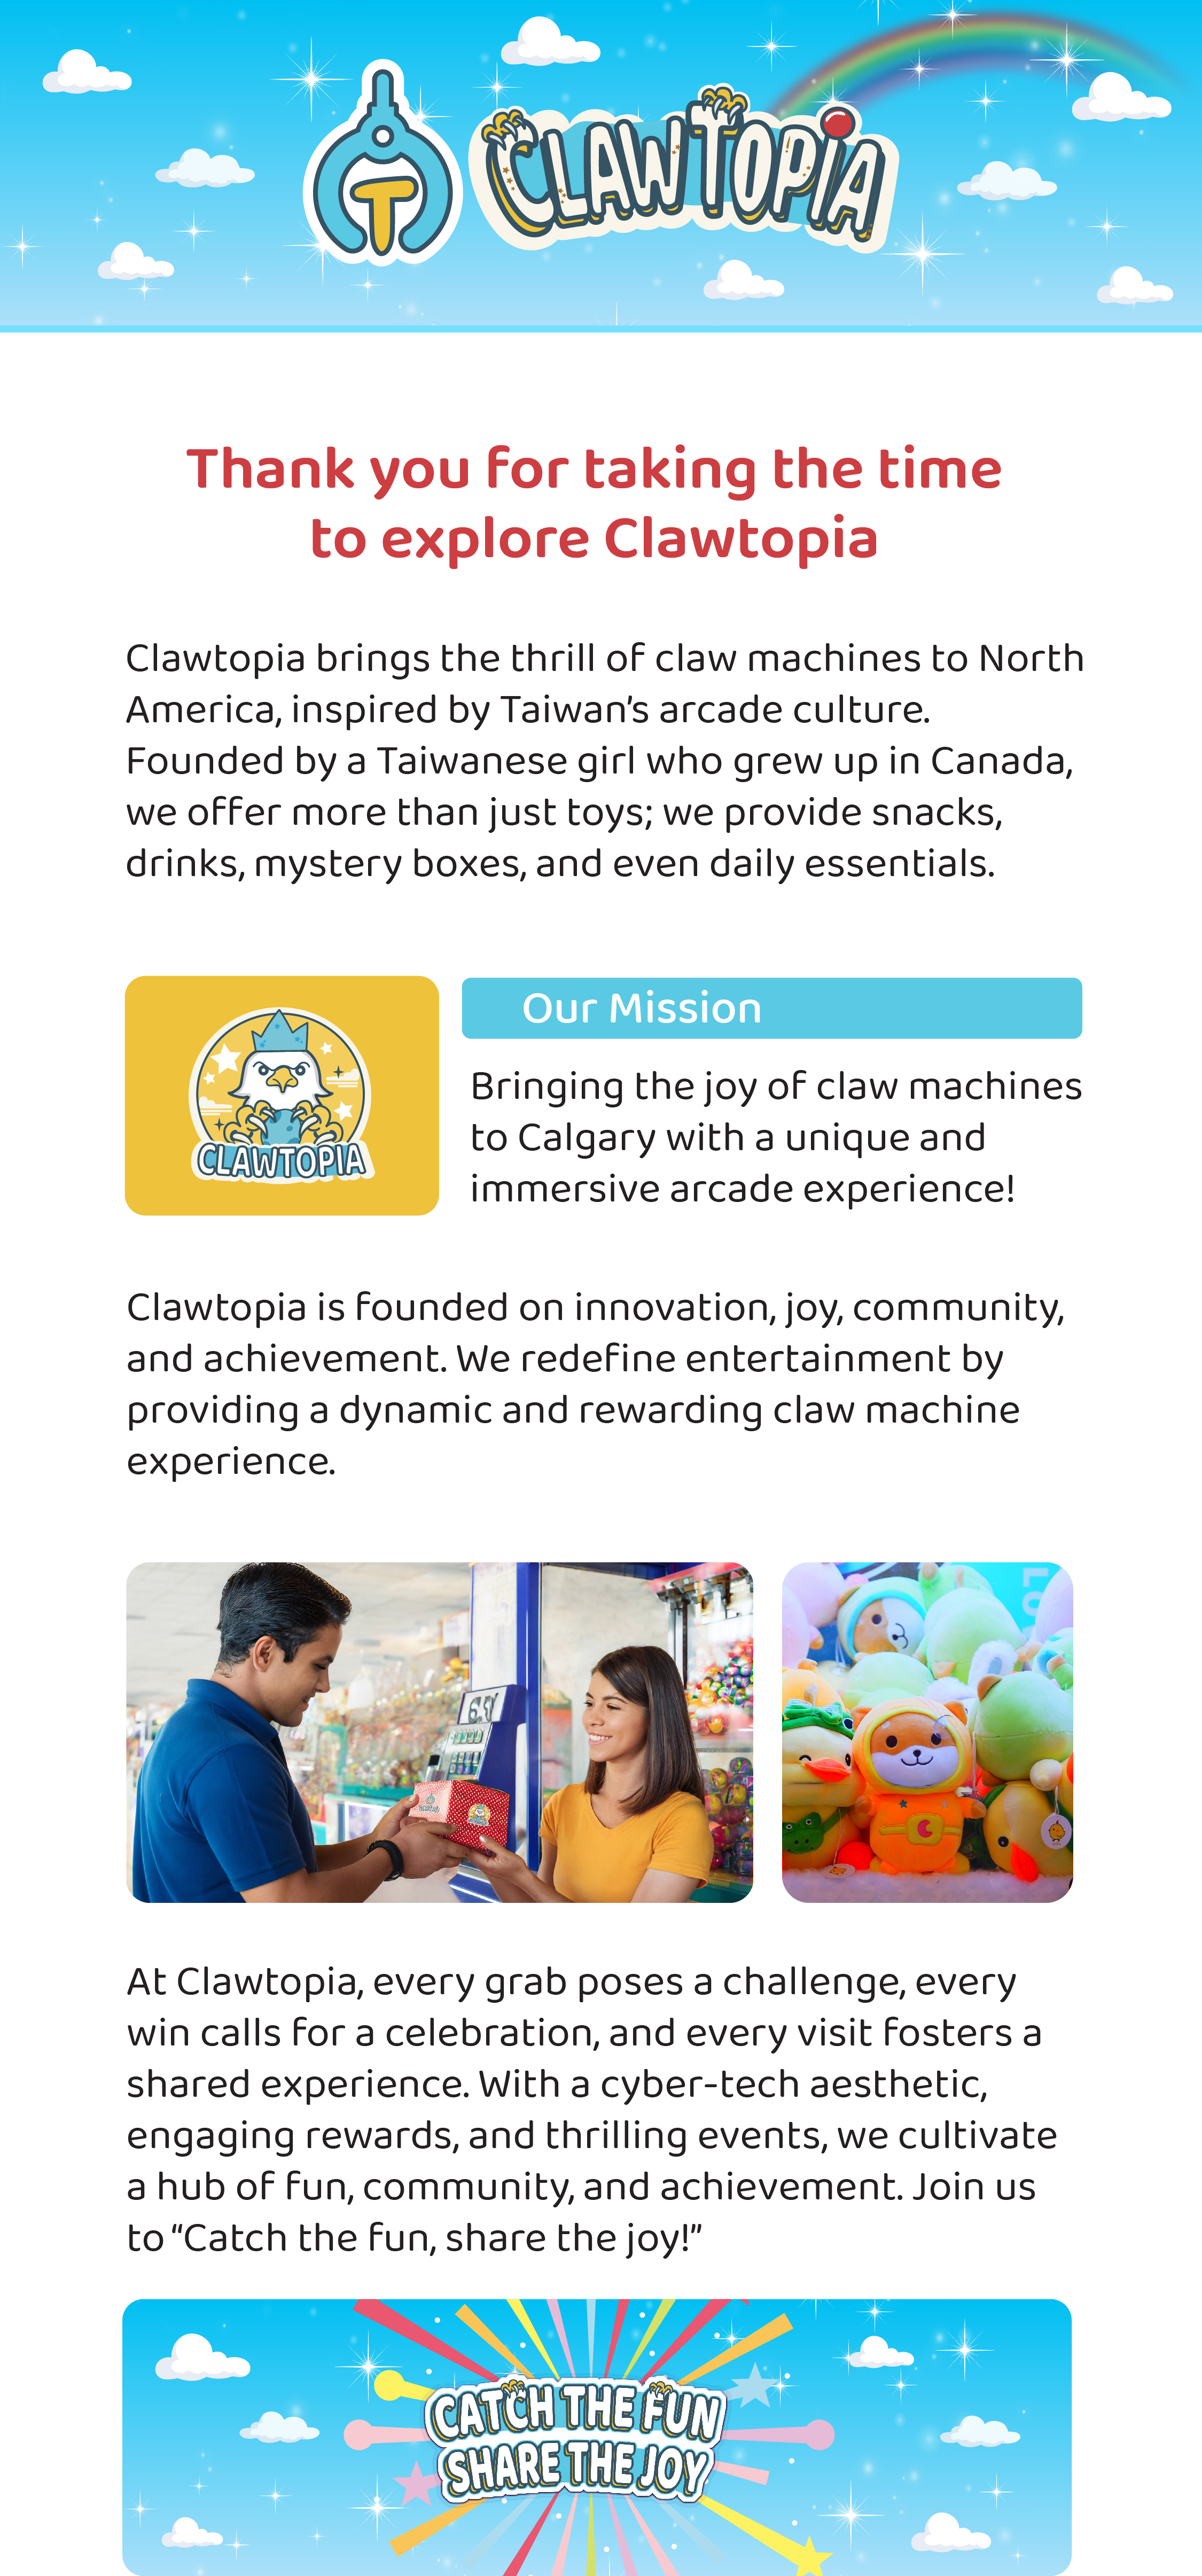 CLAWTOPIA
Thank you for taking the time
to explore Clawtopia
Clawtopia brings the thrill of claw machines to North
America, inspired by Taiwan’s arcade culture.
Founded by a Taiwanese girl who grew up in Canada,
we offer more than just toys; we provide snacks,
drinks, mystery boxes, and even daily essentials.
CLAWTOPIA
Our Mission
Bringing the joy of claw machines
to Calgary with a unique and
immersive arcade experience!
Clawtopia is founded on innovation, joy, community,
and achievement. We redefine entertainment by
providing a dynamic and rewarding claw machine
experience.
At Clawtopia, every grab poses a challenge, every
win calls for a celebration, and every visit fosters a
shared experience. With a cyber-tech aesthetic,
engaging rewards, and thrilling events, we cultivate
a hub of fun, community, and achievement. Join us
to “Catch the fun, share the joy!”
CATCH THE FUN
SHARE THE JOY